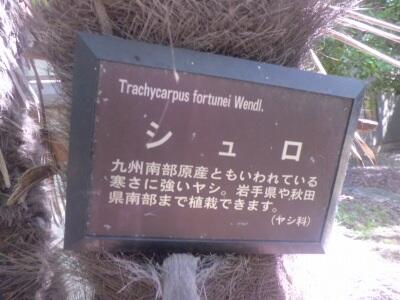 Trachycarpus fortunei Wendl.
シュロ
九州南部原産ともいわれている
寒さに強いヤシ。岩手県や秋田
県南部まで植栽できます。
(ヤシ科)